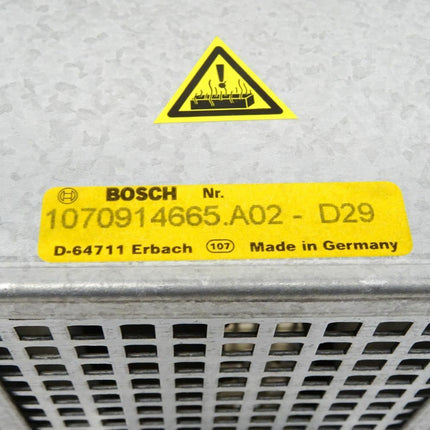 BOSCH Nr.
1070914665.A02 - D29
D-64711 Erbach 107 Made in Germany